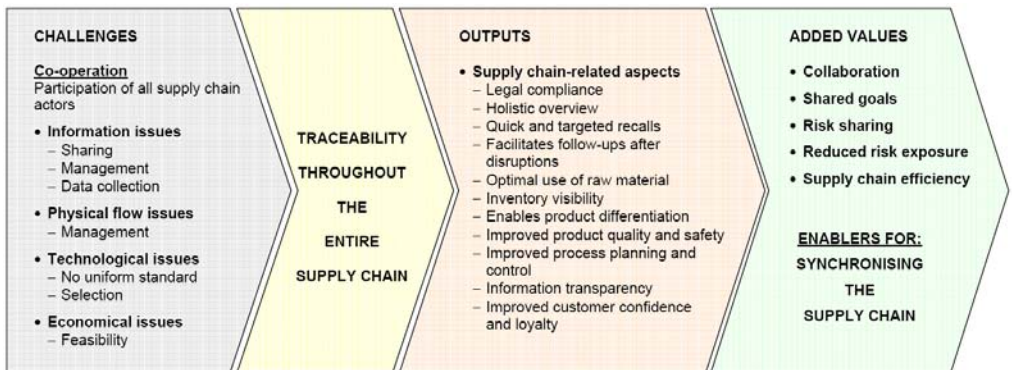 CHALLENGES
Co-operation
Participation of all supply chain
actors
• Information issues
– Sharing
– Management
– Data collection
• Physical flow issues
– Management
• Technological issues
– No uniform standard
– Selection
• Economical issues
– Feasibility
TRACEABILITY
THROUGHOUT
THE
ENTIRE
SUPPLY CHAIN
OUTPUTS
• Supply chain-related aspects
– Legal compliance
– Holistic overview
– Quick and targeted recalls
– Facilitates follow-ups after
disruptions
– Optimal use of raw material
– Inventory visibility
– Enables product differentiation
– Improved product quality and safety
– Improved process planning and
control
– Information transparency
– Improved customer confidence
and loyalty
ADDED VALUES
• Collaboration
• Shared goals
• Risk sharing
• Reduced risk exposure
• Supply chain efficiency
ENABLERS FOR:
SYNCHRONISING
THE
SUPPLY CHAIN